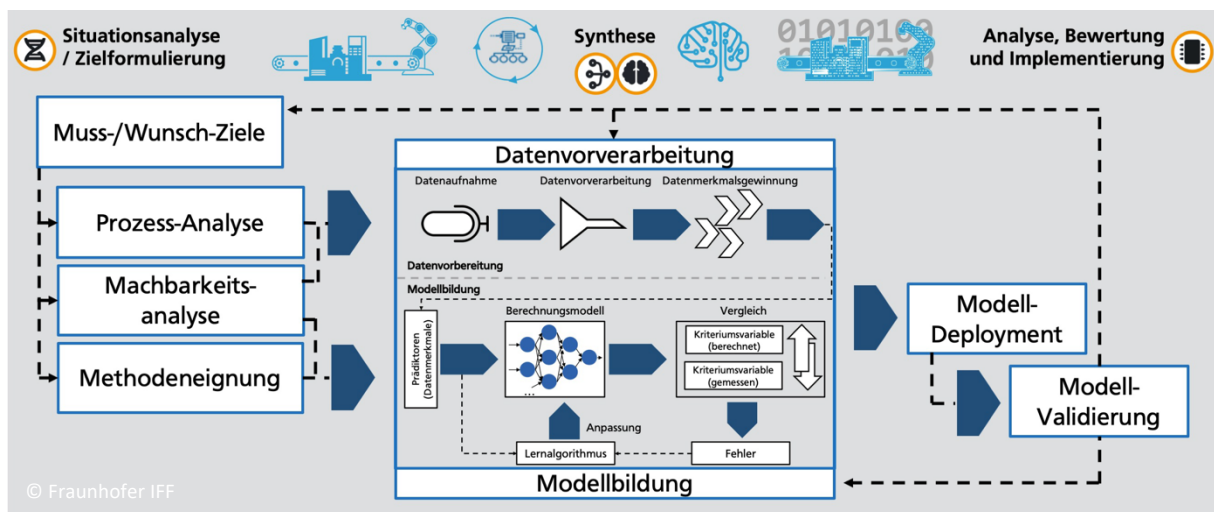 Situationsanalyse
/ Zielformulierung
Synthese
01010100
Analyse, Bewertung
und Implementierung
Muss-/Wunsch-Ziele
Prozess-Analyse
Machbarkeits-
analyse
Methodeneignung
Datenvorverarbeitung
Datenaufnahme
Datenvorverarbeitung
Datenmerkmalsgewinnung
Datenvorbereitung
Modellbildung
Prädiktoren
(Datenmerkmale)
Berechnungsmodell
...
Vergleich
Kriteriumsvariable
(berechnet)
Kriteriumsvariable
(gemessen)
Anpassung
Lernalgorithmus
Fehler
Modellbildung
Modell-
Deployment
Modell-
Validierung
© Fraunhofer IFF